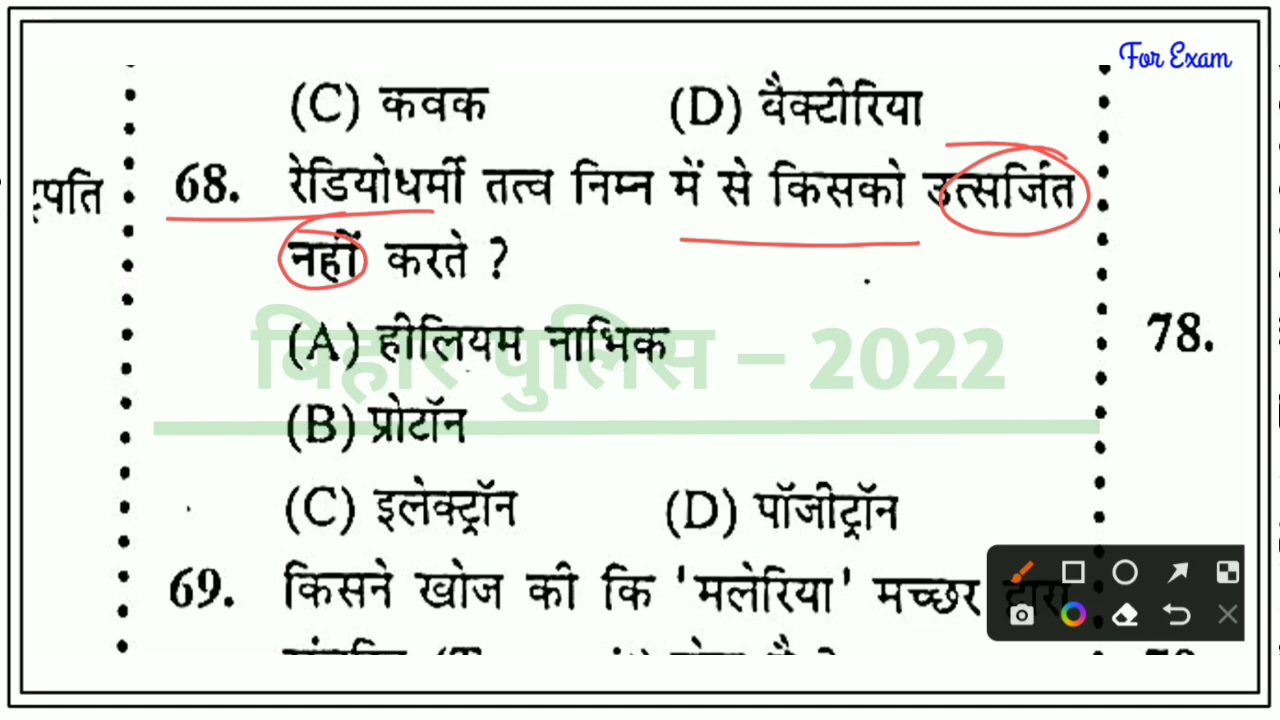 For Exam
(C) कवक (D) वैक्टीरिया
त्पति
68. रेडियोधर्मी तत्व निम्न में से किसको उत्सर्जित
नहीं करते ?
(A) हीलियम नाभिक
बिहार पुलिस – 2022
78.
(B) प्रोटॉन
(C) इलेक्ट्रॉन (D) पॉजीट्रॉन
69. किसने खोज की कि 'मलेरिया' मच्छर द्वारा